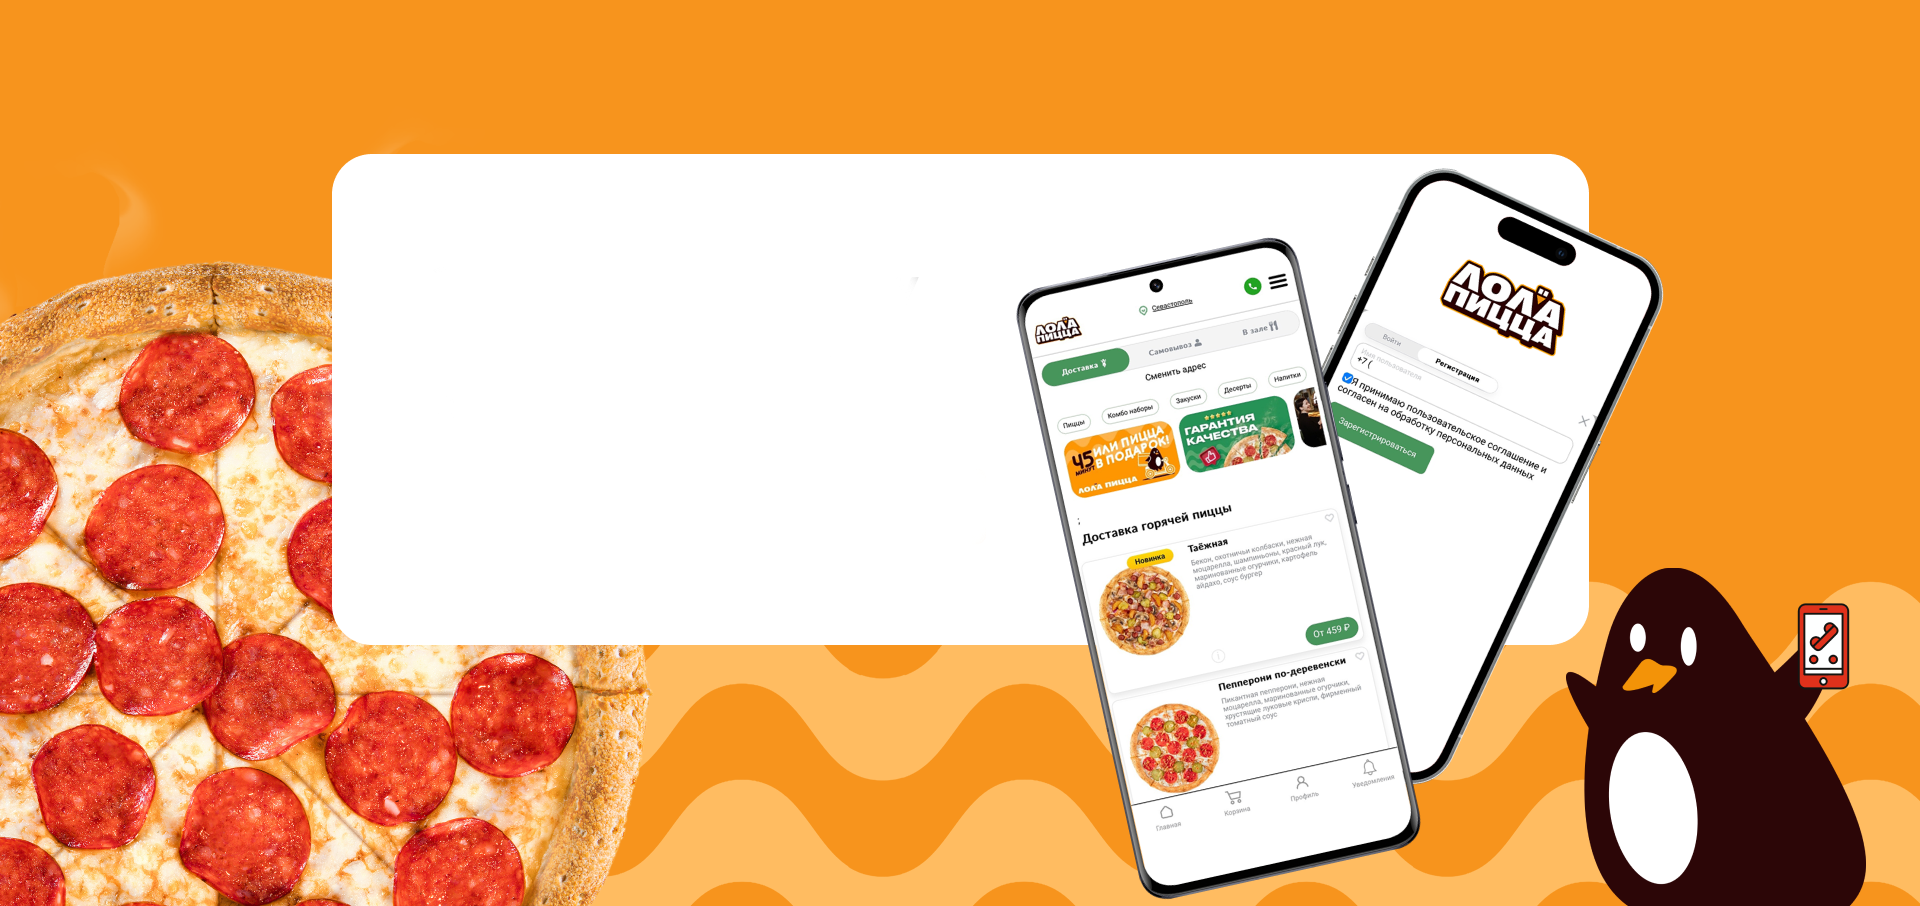 ЛОЛА
ПИЦЦА
Севастополь
Доставка
Самовывоз
В зале
Сменить адрес
Пиццы
Комбо наборы
Закуски
Десерты
Напитки
45 МИНУТ
ИЛИ ПИЦЦА
В ПОДАРОК!
ЛОЛА ПИЦЦА
ГАРАНТИЯ
КАЧЕСТВА
;
Доставка горячей пиццы
Новинка
Таёжная
Бекон, охотничьи колбаски, нежная
моцарелла, шампиньоны, красный лук,
маринованные огурчики, картофель
айдахо, соус бургер
От 459 ₽
Пепперони по-деревенски
Пикантная пепперони, нежная
моцарелла, маринованные огурчики,
хрустящие луковые криспи, фирменный
томатный соус
Главная
Корзина
Профиль
Уведомления
ЛОЛА
ПИЦЦА
Войти
Регистрация
Имя пользователя
+7 (
Я принимаю пользовательское соглашение и
согласен на обработку персональных данных
Зарегистрироваться